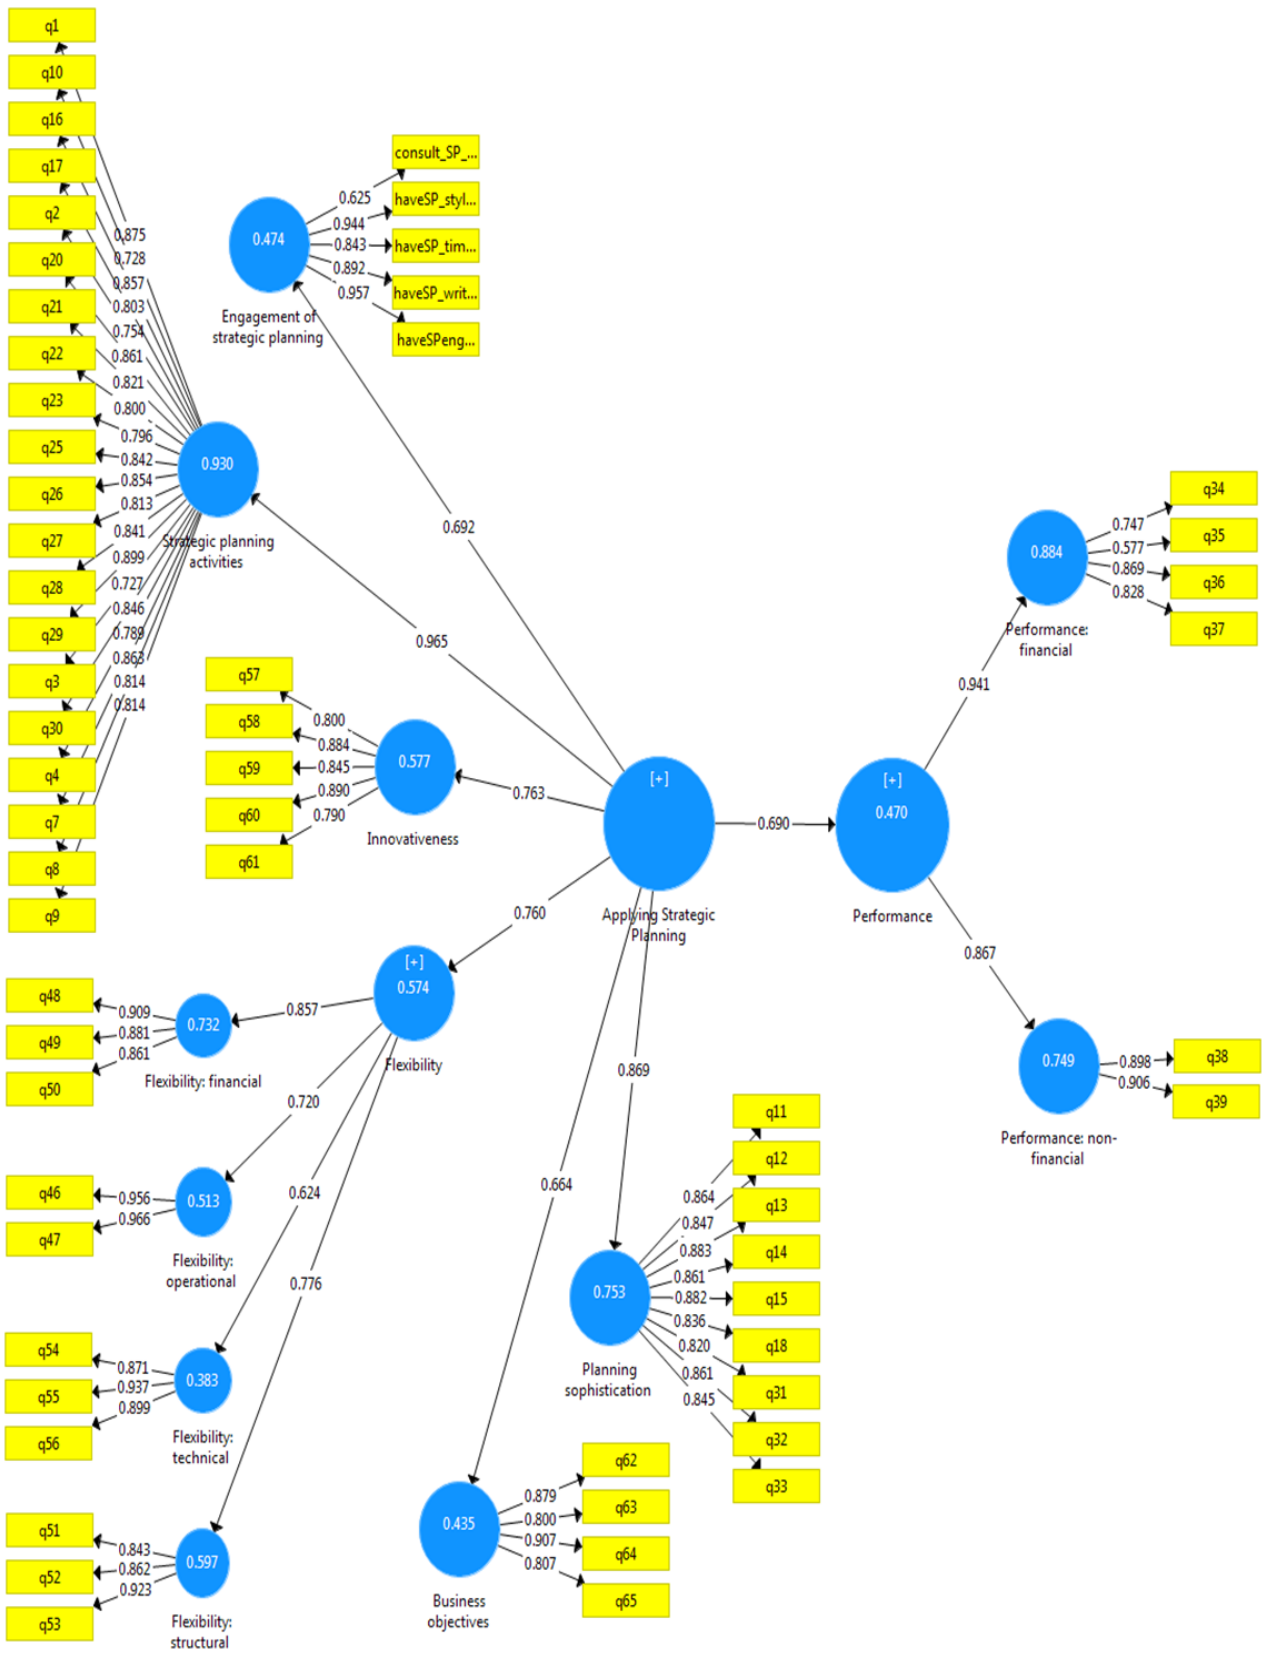 q1
q10
q16
q17
q2
q20
q21
q22
q23
q25
q26
q27
q28
q29
q3
q30
q4
q7
q8
q9
0.875
0.728
0.857
0.803
0.754
0.861
0.821
0.800
0.796
0.842
0.854
0.813
0.841
0.899
0.727
0.846
0.789
0.863
0.814
0.814
0.930
Strategic planning
activities
consult_SP_...
haveSP_styl...
haveSP_tim...
haveSP_writ...
haveSPeng...
0.625
0.944
0.843
0.892
0.957
0.474
Engagement of
strategic planning
0.692
0.965
q57
q58
q59
q60
q61
0.800
0.884
0.845
0.890
0.790
0.577
Innovativeness
0.763
[+]
Applying Strategic
Planning
0.690
[+]
0.470
Performance
0.941
0.884
Performance:
financial
0.747
0.577
0.869
0.828
q34
q35
q36
q37
0.867
0.749
Performance: non-
financial
0.898
0.906
q38
q39
0.760
[+]
0.574
Flexibility
0.857
q48
q49
q50
0.909
0.881
0.861
0.732
Flexibility: financial
0.720
q46
q47
0.956
0.966
0.513
Flexibility:
operational
0.624
q54
q55
q56
0.871
0.937
0.899
0.383
Flexibility:
technical
0.776
q51
q52
q53
0.843
0.862
0.923
0.597
Flexibility:
structural
0.869
0.753
Planning
sophistication
0.864
0.847
0.883
0.861
0.882
0.836
0.820
0.861
0.845
q11
q12
q13
q14
q15
q18
q31
q32
q33
0.664
0.435
Business
objectives
0.879
0.800
0.907
0.807
q62
q63
q64
q65